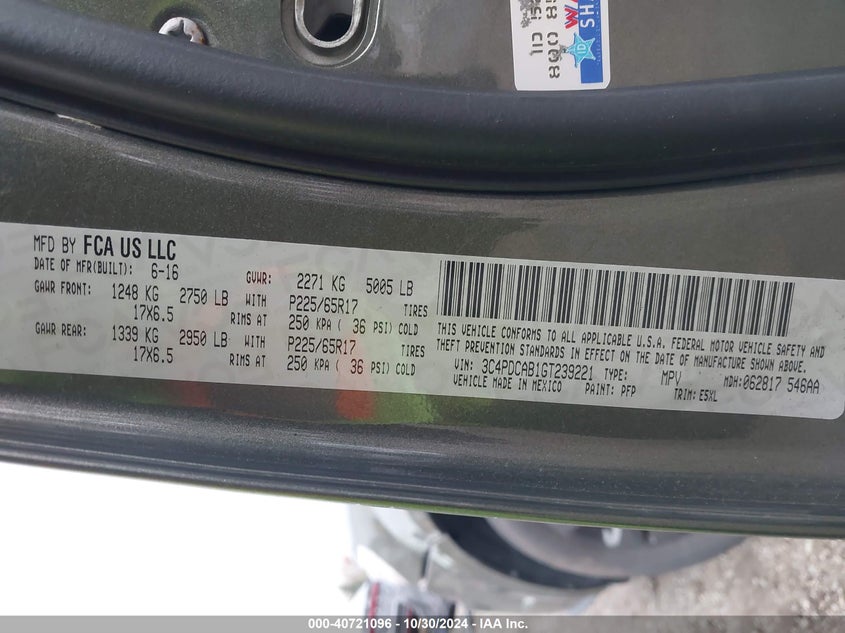 MFD BY FCA US LLC
DATE OF MFR(BUILT): 6-16 GVWR: 2271 KG 5005 LB
GAWR FRONT: 1248 KG 2750 LB WITH P225/65R17 TIRES
17X6.5 RIMS AT 250 KPA ( 36 PSI) COLD
GAWR REAR: 1339 KG 2950 LB WITH P225/65R17 TIRES
17X6.5 RIMS AT 250 KPA ( 36 PSI) COLD
THIS VEHICLE CONFORMS TO ALL APPLICABLE U.S.A. FEDERAL MOTOR VEHICLE SAFETY AND
THEFT PREVENTION STANDARDS IN EFFECT ON THE DATE OF MANUFACTURE SHOWN ABOVE.
VIN: 3C4PDCAB1GT239221 TYPE: MPV MDH: 062817 546AA
VEHICLE MADE IN MEXICO PAINT: PFP TRIM: E5XL
000-40721096 - 10/30/2024 - IAA Inc.